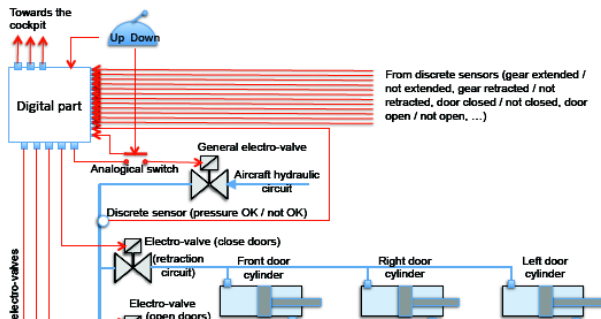 Towards the
cockpit
Up Down
Digital part
From discrete sensors (gear extended /
not extended, gear retracted / not
retracted, door closed / not closed, door
open / not open, ...)
General electro-valve
Analogical switch
Aircraft hydraulic
circuit
Discrete sensor (pressure OK / not OK)
Electro-valve (close doors)
(retraction
circuit)
Front door
cylinder
Right door
cylinder
Left door
cylinder
electro-valves
Electro-valve
(open doors)